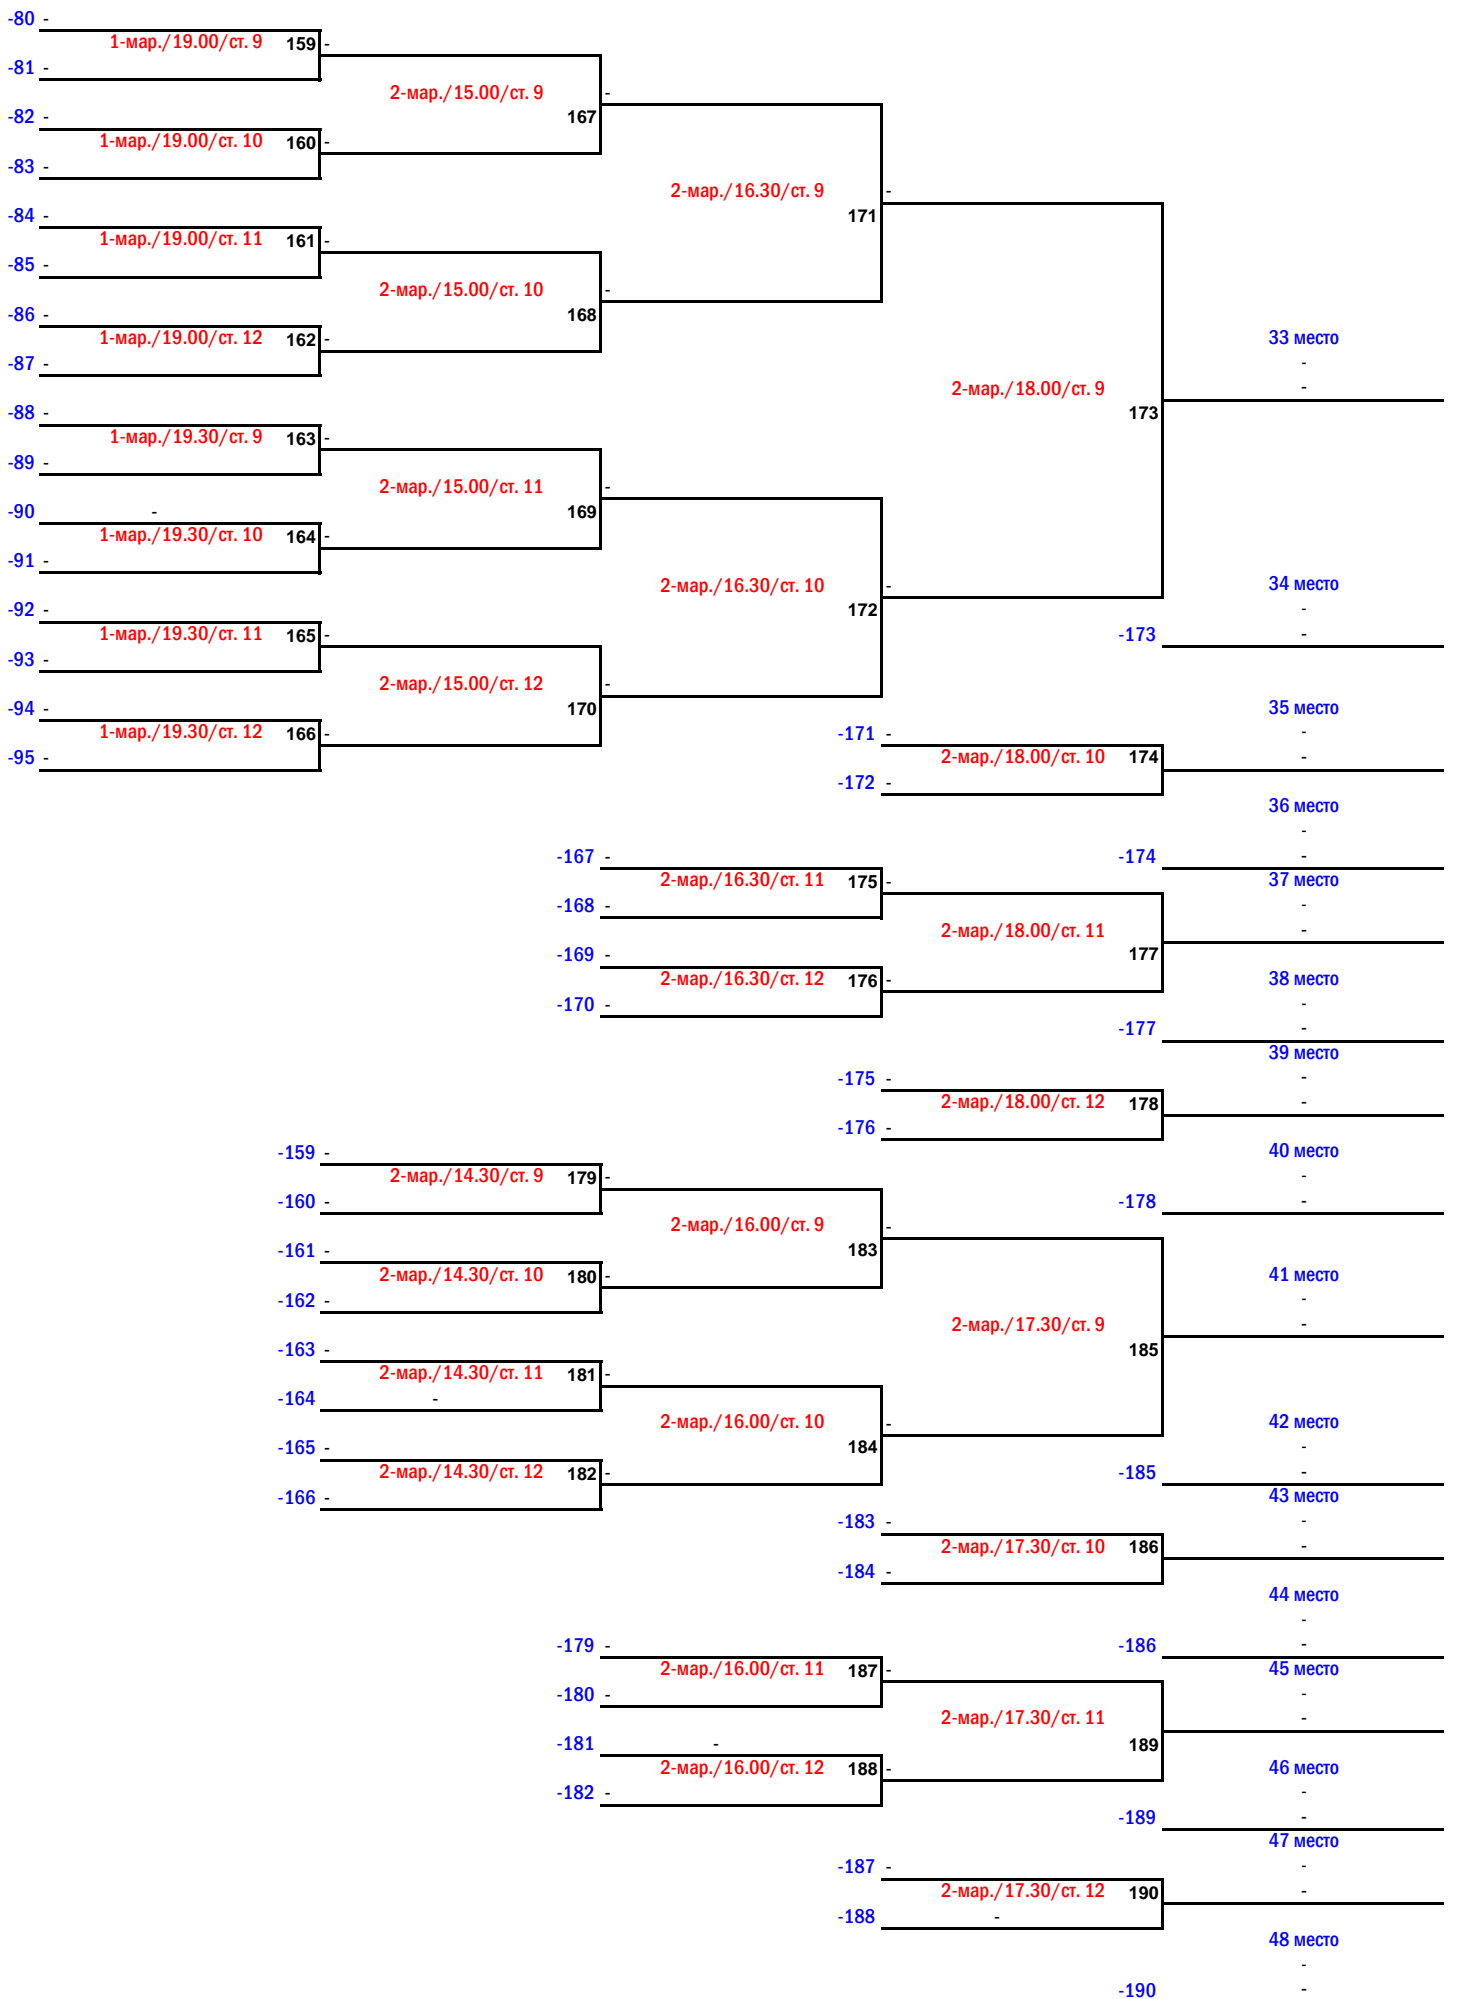 -80 -
1-мар./19.00/ст. 9 159 -
-81 -
2-мар./15.00/ст. 9 -
-82 - 167
1-мар./19.00/ст. 10 160 -
-83 -
2-мар./16.30/ст. 9 -
-84 - 171
1-мар./19.00/ст. 11 161 -
-85 -
2-мар./15.00/ст. 10 -
-86 - 168
1-мар./19.00/ст. 12 162 - 33 место
-87 - -
2-мар./18.00/ст. 9 -
-88 - 173
1-мар./19.30/ст. 9 163 -
-89 -
2-мар./15.00/ст. 11 -
-90 - 169
1-мар./19.30/ст. 10 164 -
-91 -
2-мар./16.30/ст. 10 - 34 место
-92 - 172 -
1-мар./19.30/ст. 11 165 - -173 -
-93 -
2-мар./15.00/ст. 12 -
-94 - 170 35 место
1-мар./19.30/ст. 12 166 - -171 - -
-95 - 2-мар./18.00/ст. 10 174 -
-172 -
36 место
-
-167 - -174 -
2-мар./16.30/ст. 11 175 - 37 место
-168 - -
2-мар./18.00/ст. 11 -
-169 - 177
2-мар./16.30/ст. 12 176 - 38 место
-170 - -
-177 -
39 место
-175 - -
2-мар./18.00/ст. 12 178 -
-176 -
-159 - 40 место
2-мар./14.30/ст. 9 179 - -
-160 - -178 -
2-мар./16.00/ст. 9 -
-161 - 183
2-мар./14.30/ст. 10 180 - 41 место
-162 - -
2-мар./17.30/ст. 9 -
-163 - 185
2-мар./14.30/ст. 11 181 -
-164 -
2-мар./16.00/ст. 10 - 42 место
-165 - 184 -
2-мар./14.30/ст. 12 182 - -185 -
-166 - 43 место
-183 - -
2-мар./17.30/ст. 10 186 -
-184 -
44 место
-
-179 - -186 -
2-мар./16.00/ст. 11 187 - 45 место
-180 - -
2-мар./17.30/ст. 11 -
-181 - 189
2-мар./16.00/ст. 12 188 - 46 место
-182 - -
-189 -
47 место
-187 - -
2-мар./17.30/ст. 12 190 -
-188 -
48 место
-
-190 -